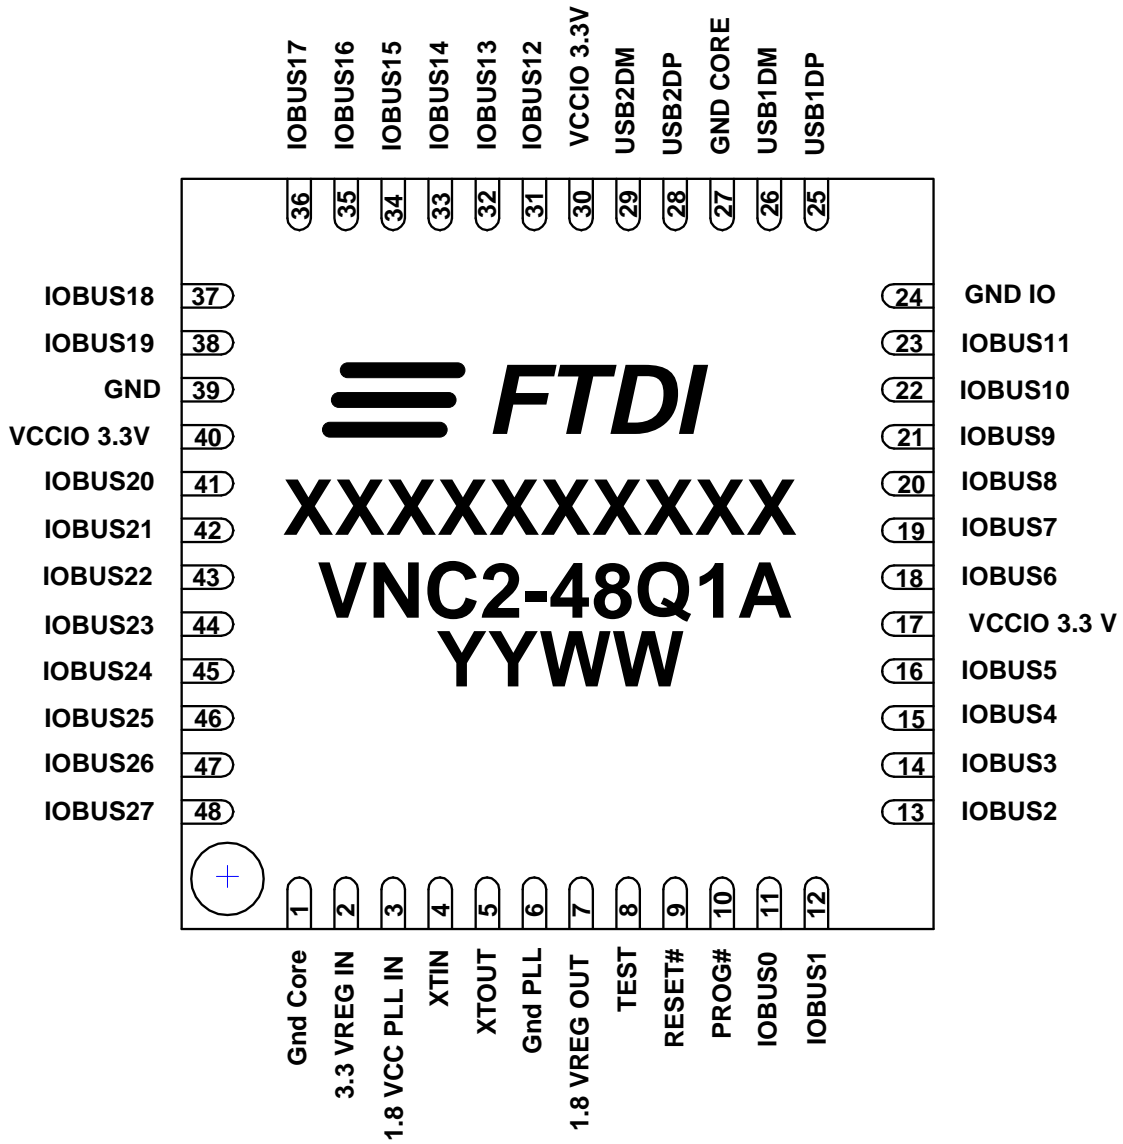 IOBUS17
IOBUS16
IOBUS15
IOBUS14
IOBUS13
IOBUS12
VCCIO 3.3V
USB2DM
USB2DP
GND CORE
USB1DM
USB1DP
36
35
34
33
32
31
30
29
28
27
26
25
IOBUS18 37
IOBUS19 38
GND 39
VCCIO 3.3V 40
IOBUS20 41
IOBUS21 42
IOBUS22 43
IOBUS23 44
IOBUS24 45
IOBUS25 46
IOBUS26 47
IOBUS27 48
FTDI
XXXXXXXXXX
VNC2-48Q1A
YYWW
24 GND IO
23 IOBUS11
22 IOBUS10
21 IOBUS9
20 IOBUS8
19 IOBUS7
18 IOBUS6
17 VCCIO 3.3 V
16 IOBUS5
15 IOBUS4
14 IOBUS3
13 IOBUS2
1
2
3
4
5
6
7
8
9
10
11
12
Gnd Core
3.3 VREG IN
1.8 VCC PLL IN
XTIN
XTOUT
Gnd PLL
1.8 VREG OUT
TEST
RESET#
PROG#
IOBUS0
IOBUS1